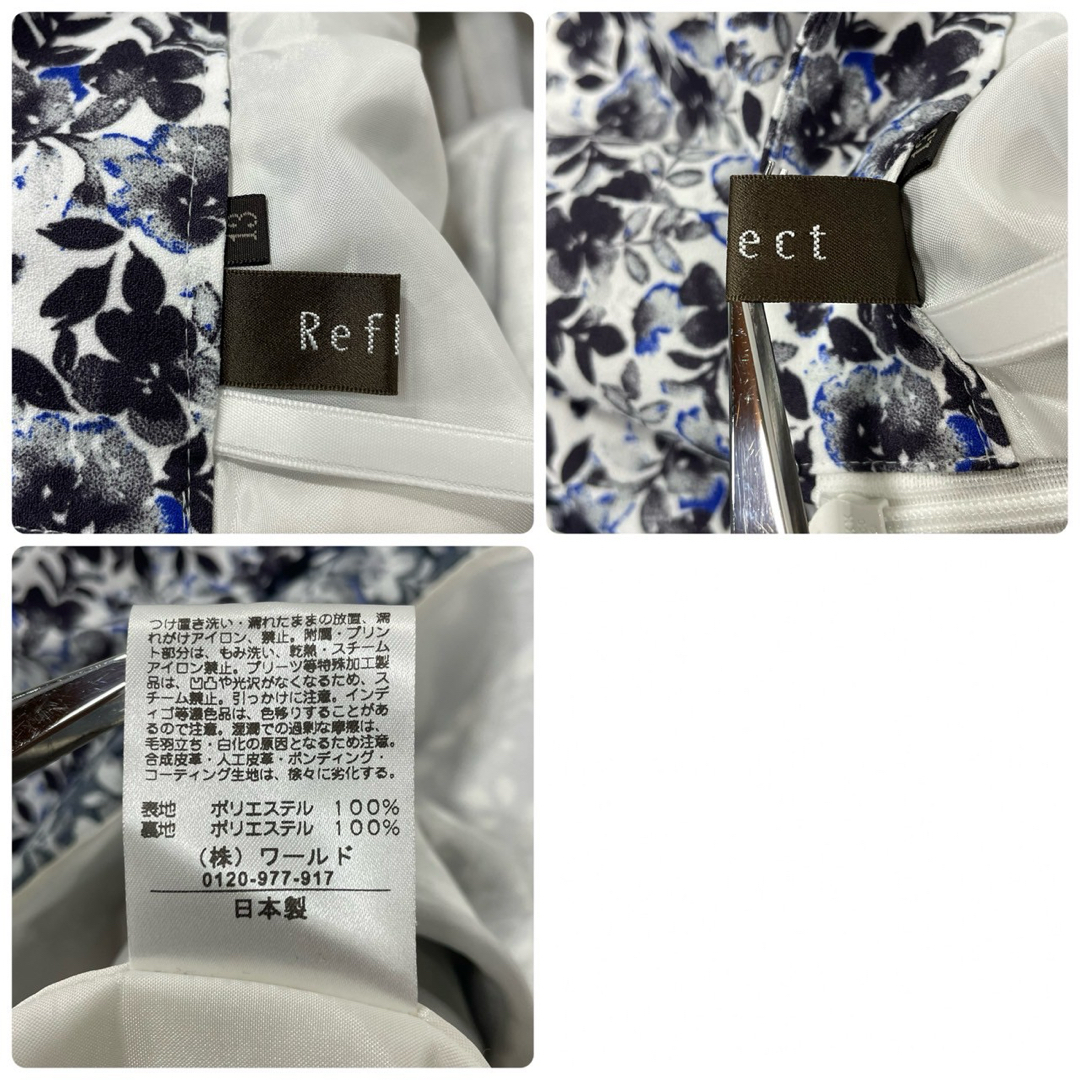 13
Refl
ect
13
つけ置き洗い・濡れたままの放置、濡
れがけアイロン、禁止。附属・プリン
ト部分は、もみ洗い、乾熱・スチーム
アイロン禁止。プリーツ等特殊加工製
品は、凹凸や光沢がなくなるため、ス
チーム禁止。引っかけに注意。インデ
ィゴ等濃色品は、色移りすることがあ
るので注意。湿潤での過剰な摩擦は、
毛羽立ち・白化の原因となるため注意。
合成皮革・人工皮革・ボンディング・
コーティング生地は、徐々に劣化する。
表地 ポリエステル 100%
裏地 ポリエステル 100%
(株)ワールド
0120-977-917
日本製